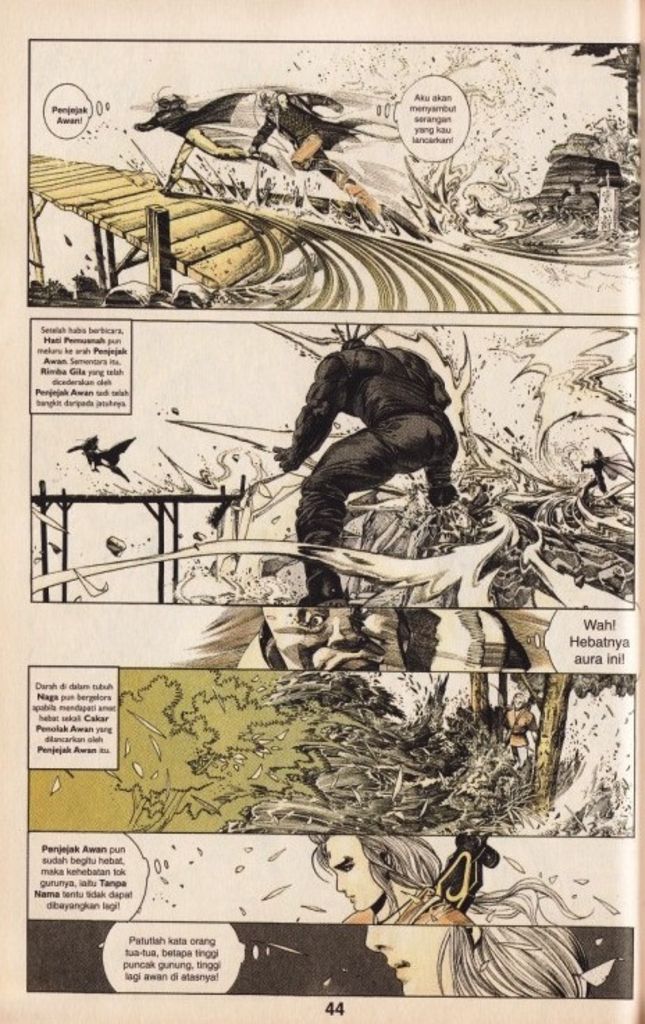 Penjejak
Awan!
Aku akan
menyambut
serangan
yang kau
lancarkan!
Setelah habis berbicara,
Hati Pemusnah pun
meluru ke arah Penjejak
Awan. Sementara itu,
Rimba Gila yang telah
dicederakan oleh
Penjejak Awan tadi telah
bangkit daripada jatuhnya.
Wah!
Hebatnya
aura ini!
Darah di dalam tubuh
Naga pun bergelora
apabila mendapati amat
hebat sekali Cakar
Penolak Awan yang
dilancarkan oleh
Penjejak Awan itu.
Penjejak Awan pun
sudah begitu hebat,
maka kehebatan tok
gurunya, iaitu Tanpa
Nama tentu tidak dapat
dibayangkan lagi!
Patutlah kata orang
tua-tua, betapa tinggi
puncak gunung, tinggi
lagi awan di atasnya!
44